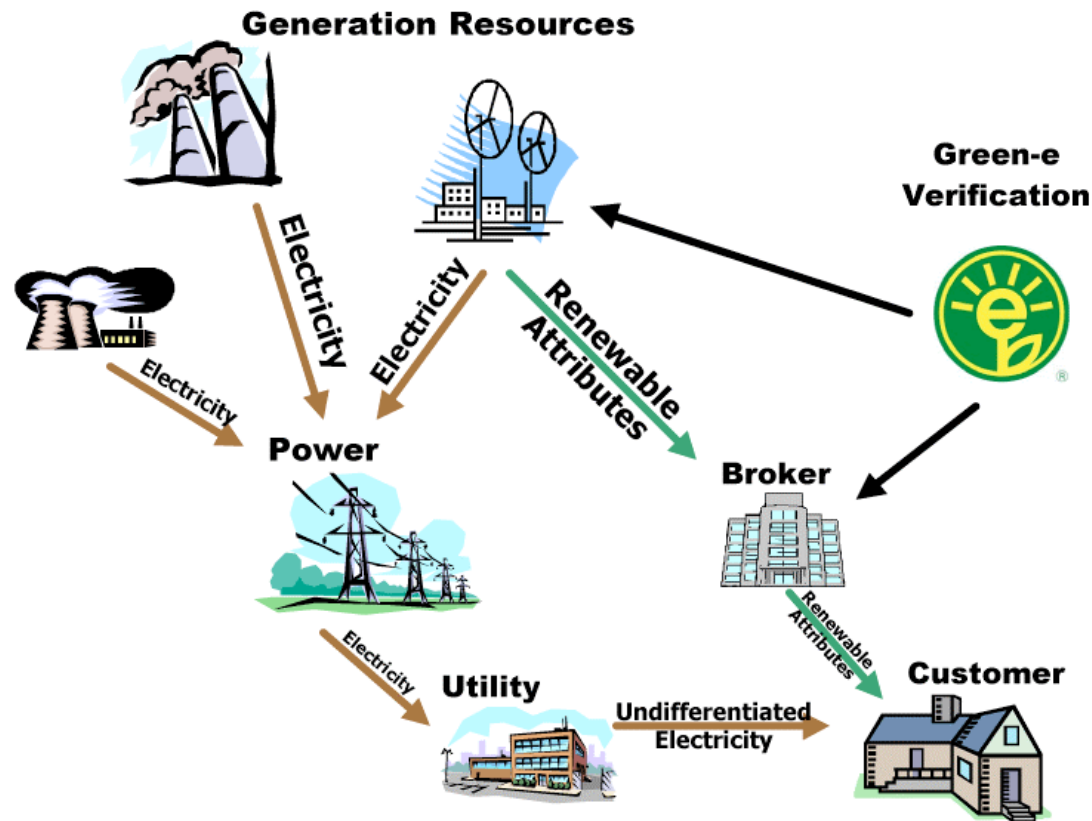 Generation Resources
Green-e
Verification
Electricity
Electricity
Renewable
Attributes
Electricity
®
Power
Broker
Renewable
Attributes
Electricity
Utility
Customer
Undifferentiated
Electricity